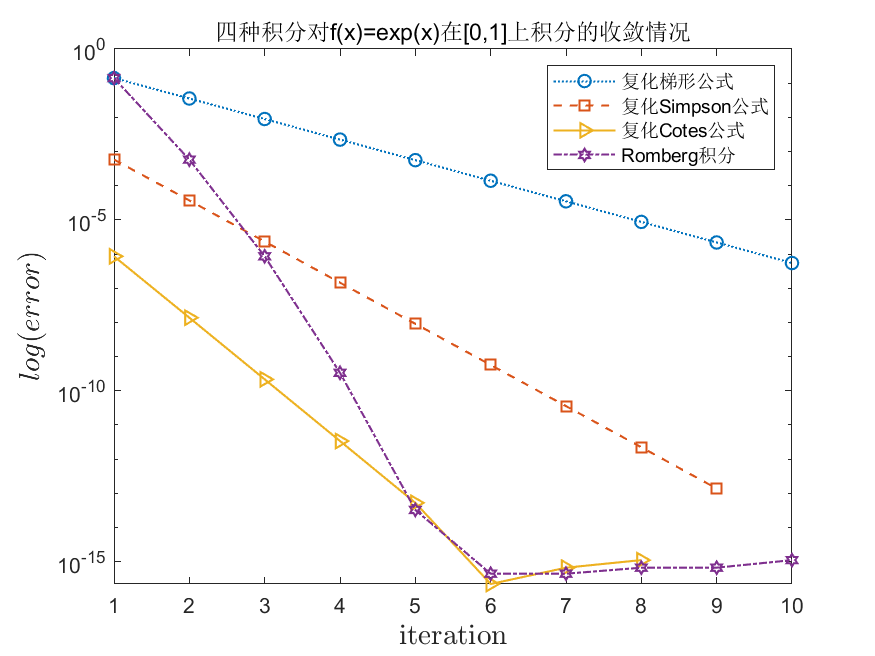 四种积分对f(x)=exp(x)在[0,1]上积分的收敛情况
复化梯形公式
复化Simpson公式
复化Cotes公式
Romberg积分
10^0
10^-5
10^-10
10^-15
log(error)
1 2 3 4 5 6 7 8 9 10
iteration